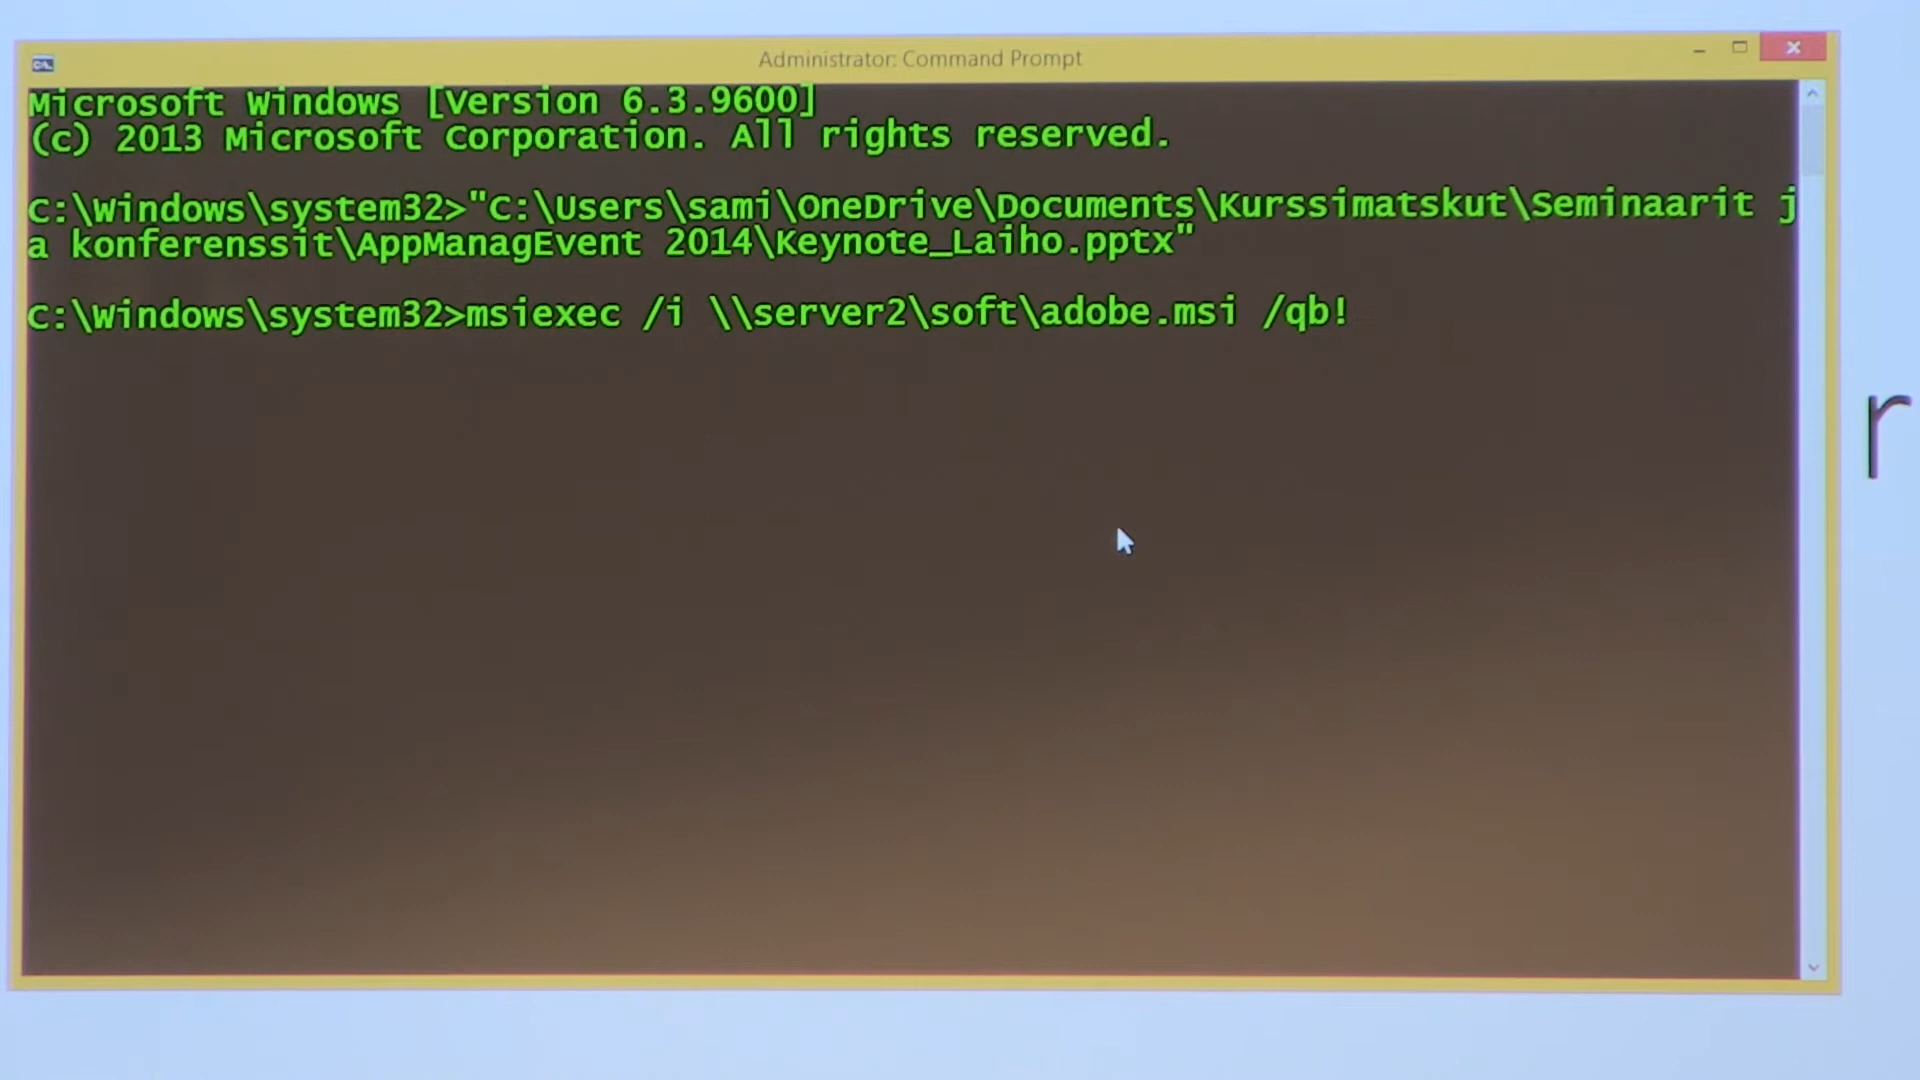 Administrator: Command Prompt
Microsoft Windows [Version 6.3.9600]
(c) 2013 Microsoft Corporation. All rights reserved.
C:\Windows\system32>"C:\Users\sami\OneDrive\Documents\Kurssimatskut\Seminaarit j
a konferenssit\AppManagEvent 2014\Keynote_Laiho.pptx"
C:\Windows\system32>msiexec /i \\server2\soft\adobe.msi /qb!
r